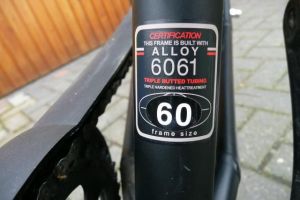 CERTIFICATION
THIS FRAME IS BUILT WITH
ALLOY
6061
TRIPLE BUTTED TUBING
TRIPLE HARDENED HEATTREATMENT
60
frame size